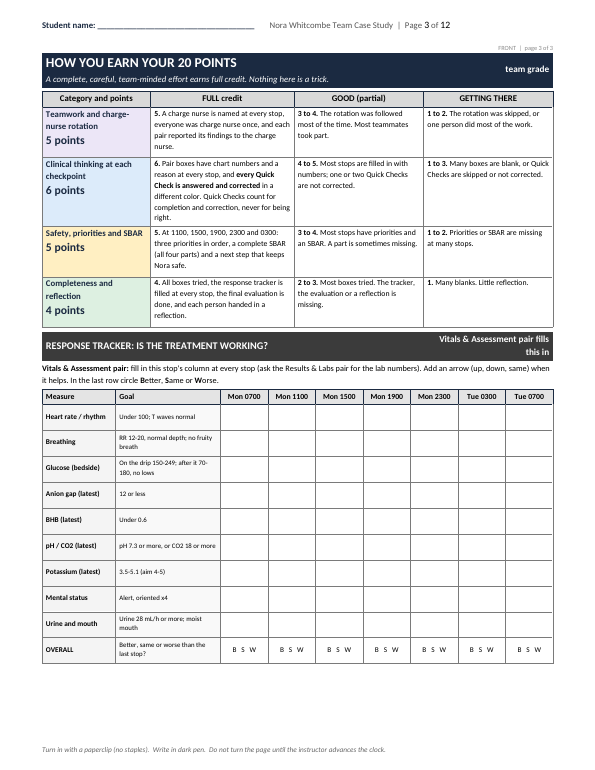 Student name: ___________________________________ Nora Whitcombe Team Case Study | Page 3 of 12
FRONT | page 3 of 3
HOW YOU EARN YOUR 20 POINTS
team grade
A complete, careful, team-minded effort earns full credit. Nothing here is a trick.
Category and points FULL credit GOOD (partial) GETTING THERE
Teamwork and charge-
nurse rotation
5 points
5. A charge nurse is named at every stop,
everyone was charge nurse once, and each
pair reported its findings to the charge
nurse.
3 to 4. The rotation was followed
most of the time. Most teammates
took part.
1 to 2. The rotation was skipped, or
one person did most of the work.
Clinical thinking at each
checkpoint
6 points
6. Pair boxes have chart numbers and a
reason at every stop, and every Quick
Check is answered and corrected in a
different color. Quick Checks count for
completion and correction, never for being
right.
4 to 5. Most stops are filled in with
numbers; one or two Quick Checks
are not corrected.
1 to 3. Many boxes are blank, or Quick
Checks are skipped or not corrected.
Safety, priorities and SBAR
5 points
5. At 1100, 1500, 1900, 2300 and 0300:
three priorities in order, a complete SBAR
(all four parts) and a next step that keeps
Nora safe.
3 to 4. Most stops have priorities and
an SBAR. A part is sometimes missing.
1 to 2. Priorities or SBAR are missing
at many stops.
Completeness and
reflection
4 points
4. All boxes tried, the response tracker is
filled at every stop, the final evaluation is
done, and each person handed in a
reflection.
2 to 3. Most boxes tried. The tracker,
the evaluation or a reflection is
missing.
1. Many blanks. Little reflection.
RESPONSE TRACKER: IS THE TREATMENT WORKING?
Vitals & Assessment pair fills
this in
Vitals & Assessment pair: fill in this stop's column at every stop (ask the Results & Labs pair for the lab numbers). Add an arrow (up, down, same) when
it helps. In the last row circle Better, Same or Worse.
Measure Goal Mon 0700 Mon 1100 Mon 1500 Mon 1900 Mon 2300 Tue 0300 Tue 0700
Heart rate / rhythm Under 100; T waves normal
Breathing RR 12-20, normal depth; no fruity
breath
Glucose (bedside) On the drip 150-249; after it 70-
180, no lows
Anion gap (latest) 12 or less
BHB (latest) Under 0.6
pH / CO2 (latest) pH 7.3 or more, or CO2 18 or more
Potassium (latest) 3.5-5.1 (aim 4-5)
Mental status Alert, oriented x4
Urine and mouth Urine 28 mL/h or more; moist
mouth
OVERALL Better, same or worse than the
last stop?
B S W B S W B S W B S W B S W B S W B S W
Turn in with a paperclip (no staples). Write in dark pen. Do not turn the page until the instructor advances the clock.